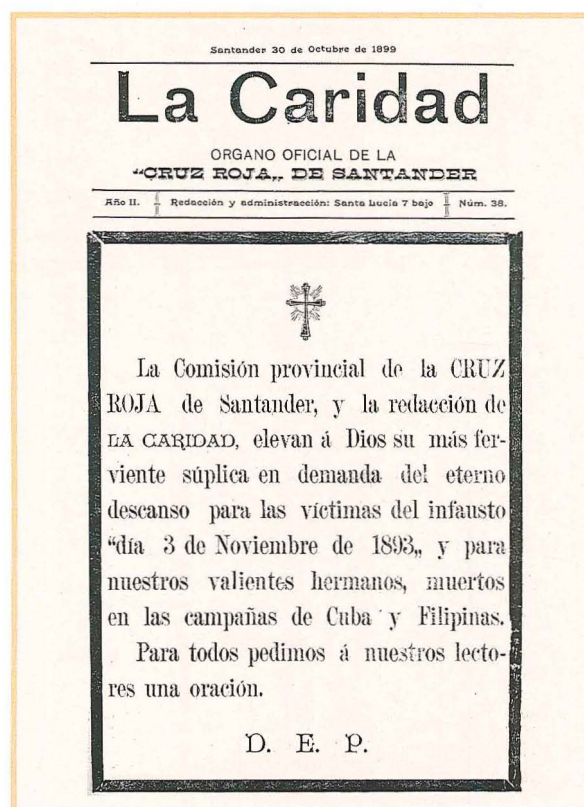 Santander 30 de Octubre de 1899
La Caridad
ORGANO OFICIAL DE LA
“CRUZ ROJA„ DE SANTANDER
Año II. Redacción y administracción: Santa Lucia 7 bajo Núm. 38.
La Comisión provincial de la CRUZ
ROJA de Santander, y la redacción de
LA CARIDAD, elevan á Dios su más fer-
viente súplica en demanda del eterno
descanso para las víctimas del infausto
“día 3 de Noviembre de 1893„ y para
nuestros valientes hermanos, muertos
en las campañas de Cuba y Filipinas.
Para todos pedimos á nuestros lecto-
res una oración.
D. E. P.